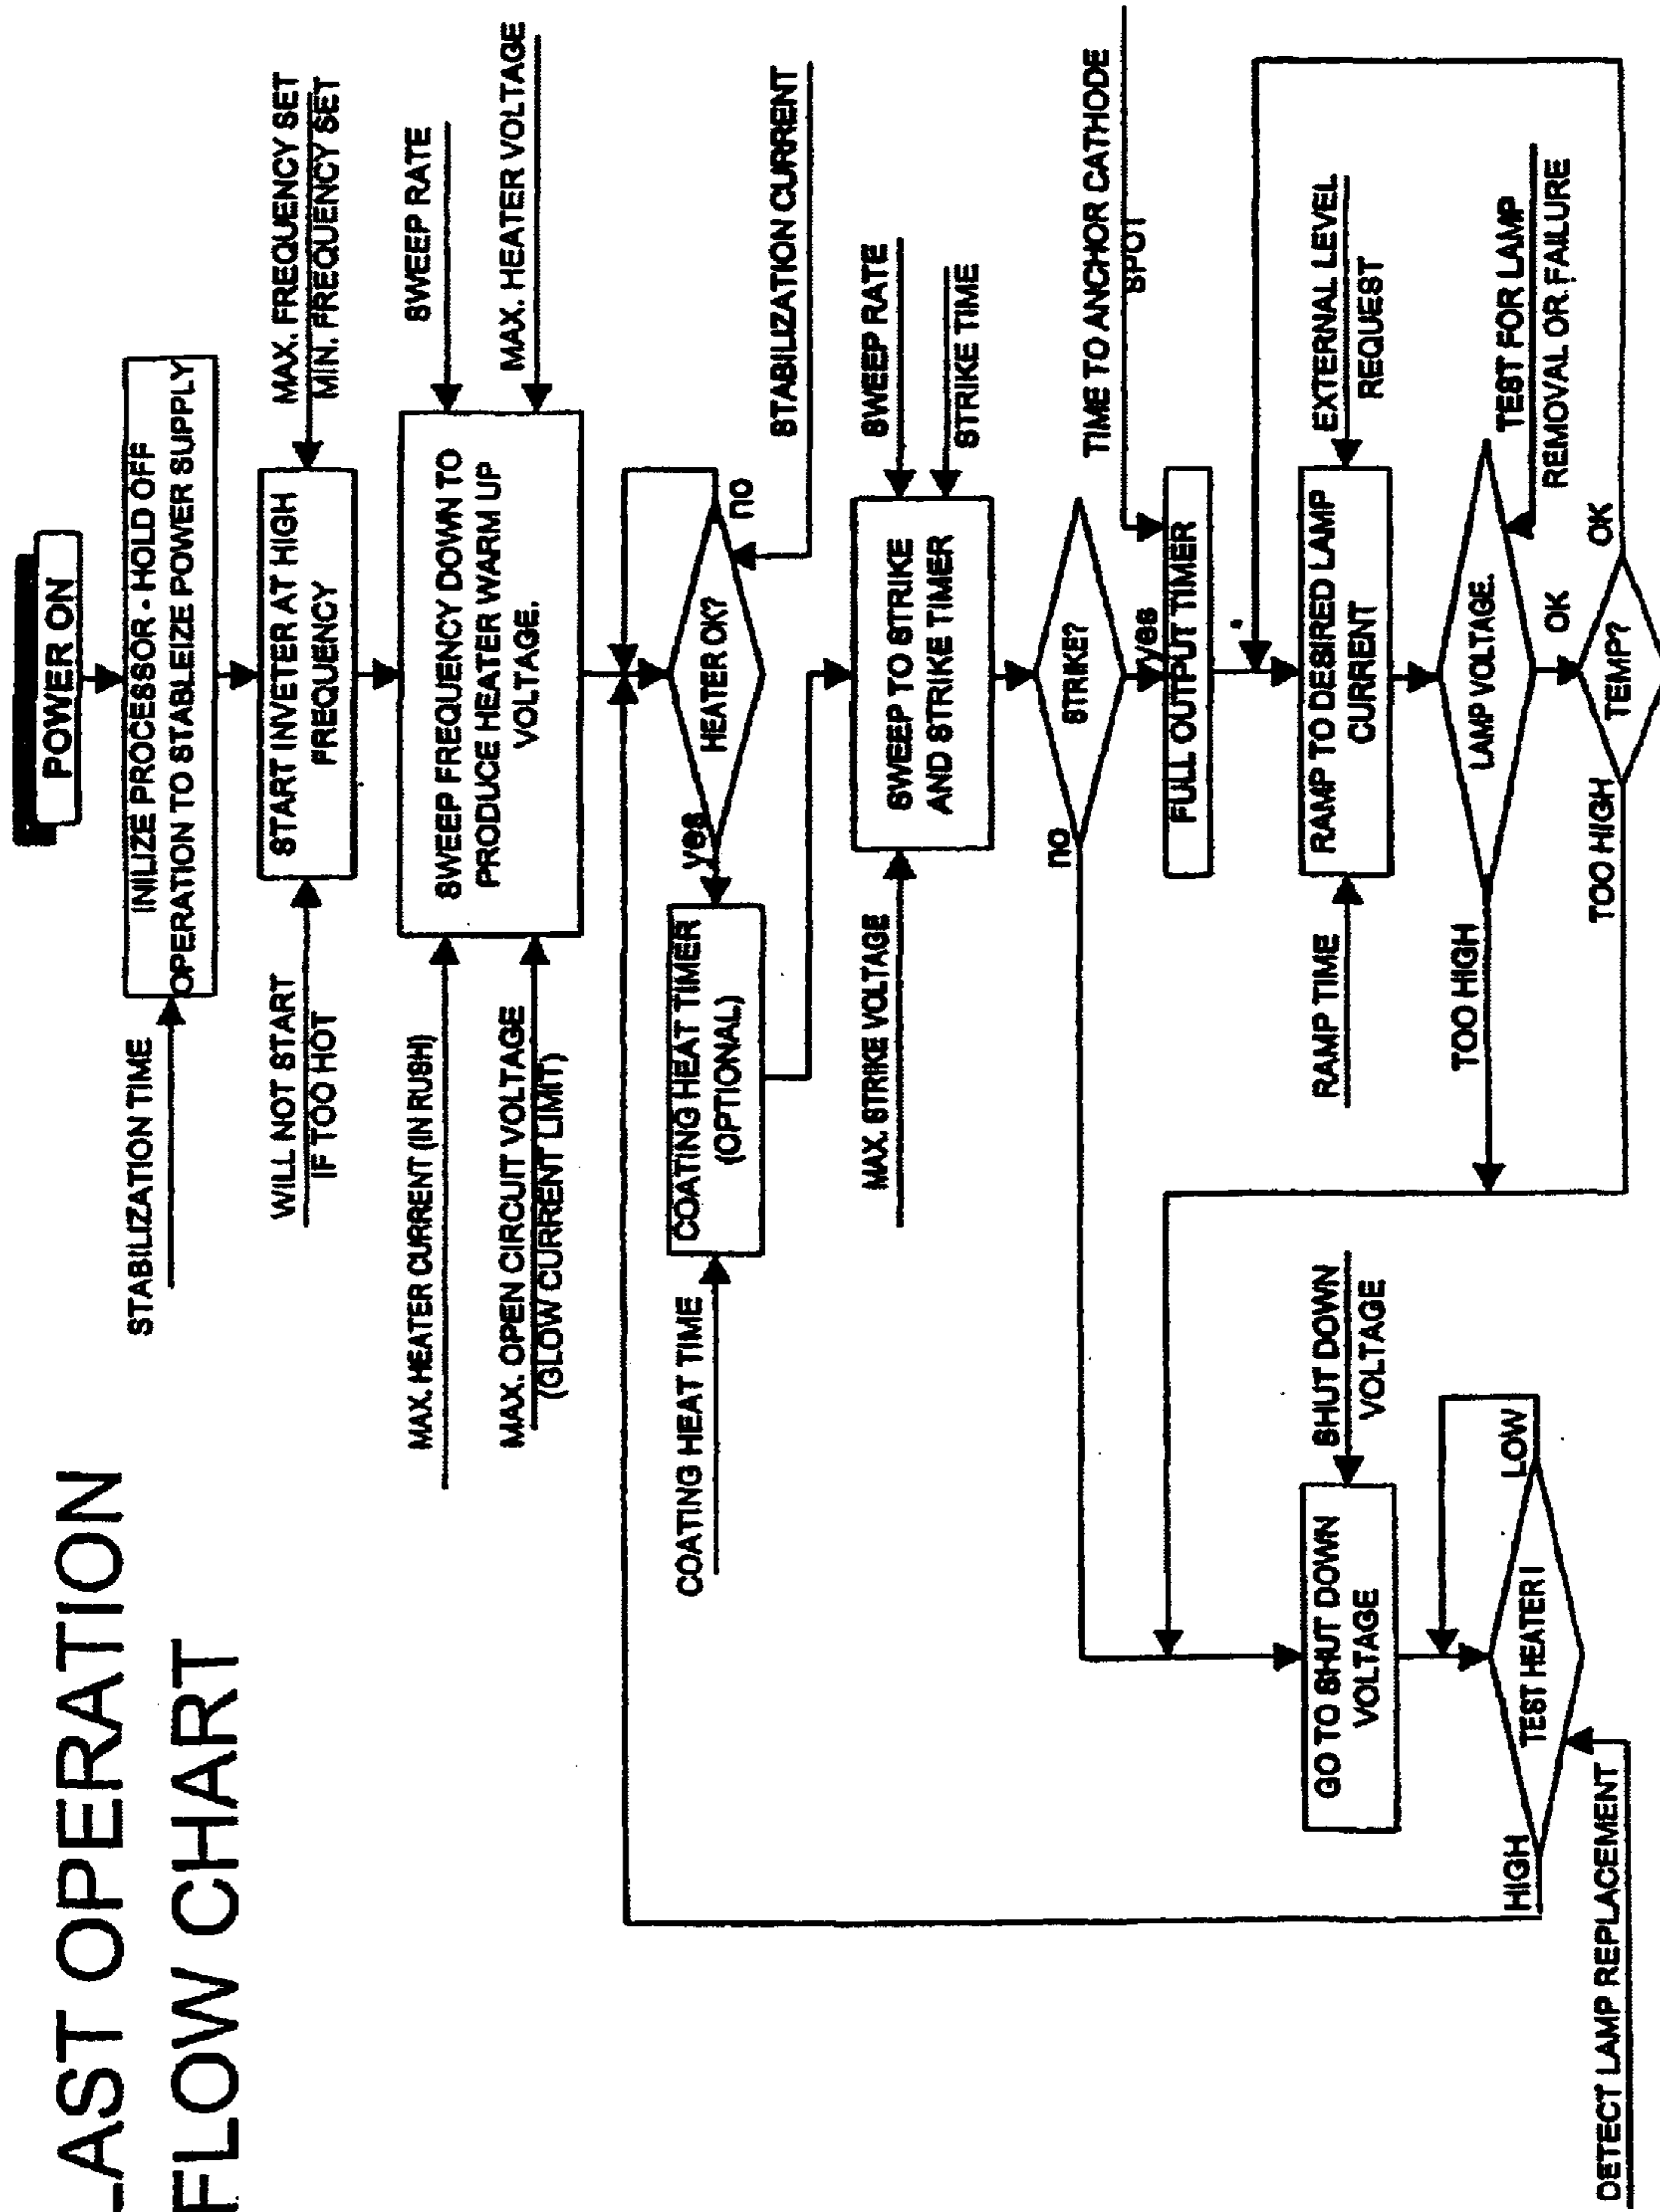 LAST OPERATION
FLOW CHART
POWER ON
STABILIZATION TIME
INILIZE PROCESSOR - HOLD OFF
OPERATION TO STABLEIZE POWER SUPPLY
WILL NOT START
IF TOO HOT
START INVETER AT HIGH
FREQUENCY
MAX. FREQUENCY SET
MIN. FREQUENCY SET
MAX. HEATER CURRENT (IN RUSH)
MAX. OPEN CIRCUIT VOLTAGE
(GLOW CURRENT LIMIT)
SWEEP FREQUENCY DOWN TO
PRODUCE HEATER WARM UP
VOLTAGE.
SWEEP RATE
MAX. HEATER VOLTAGE
COATING HEAT TIME
COATING HEAT TIMER
(OPTIONAL)
yes
HEATER OK?
no
STABILIZATION CURRENT
MAX. STRIKE VOLTAGE
SWEEP TO STRIKE
AND STRIKE TIMER
SWEEP RATE
STRIKE TIME
no
STRIKE?
yes
TIME TO ANCHOR CATHODE
SPOT
FULL OUTPUT TIMER
RAMP TIME
RAMP TO DESIRED LAMP
CURRENT
EXTERNAL LEVEL
REQUEST
TOO HIGH
LAMP VOLTAGE.
TEST FOR LAMP
REMOVAL OR FAILURE
OK
TOO HIGH
TEMP?
OK
GO TO SHUT DOWN
VOLTAGE
SHUT DOWN
VOLTAGE
HIGH
TEST HEATER I
LOW
DETECT LAMP REPLACEMENT